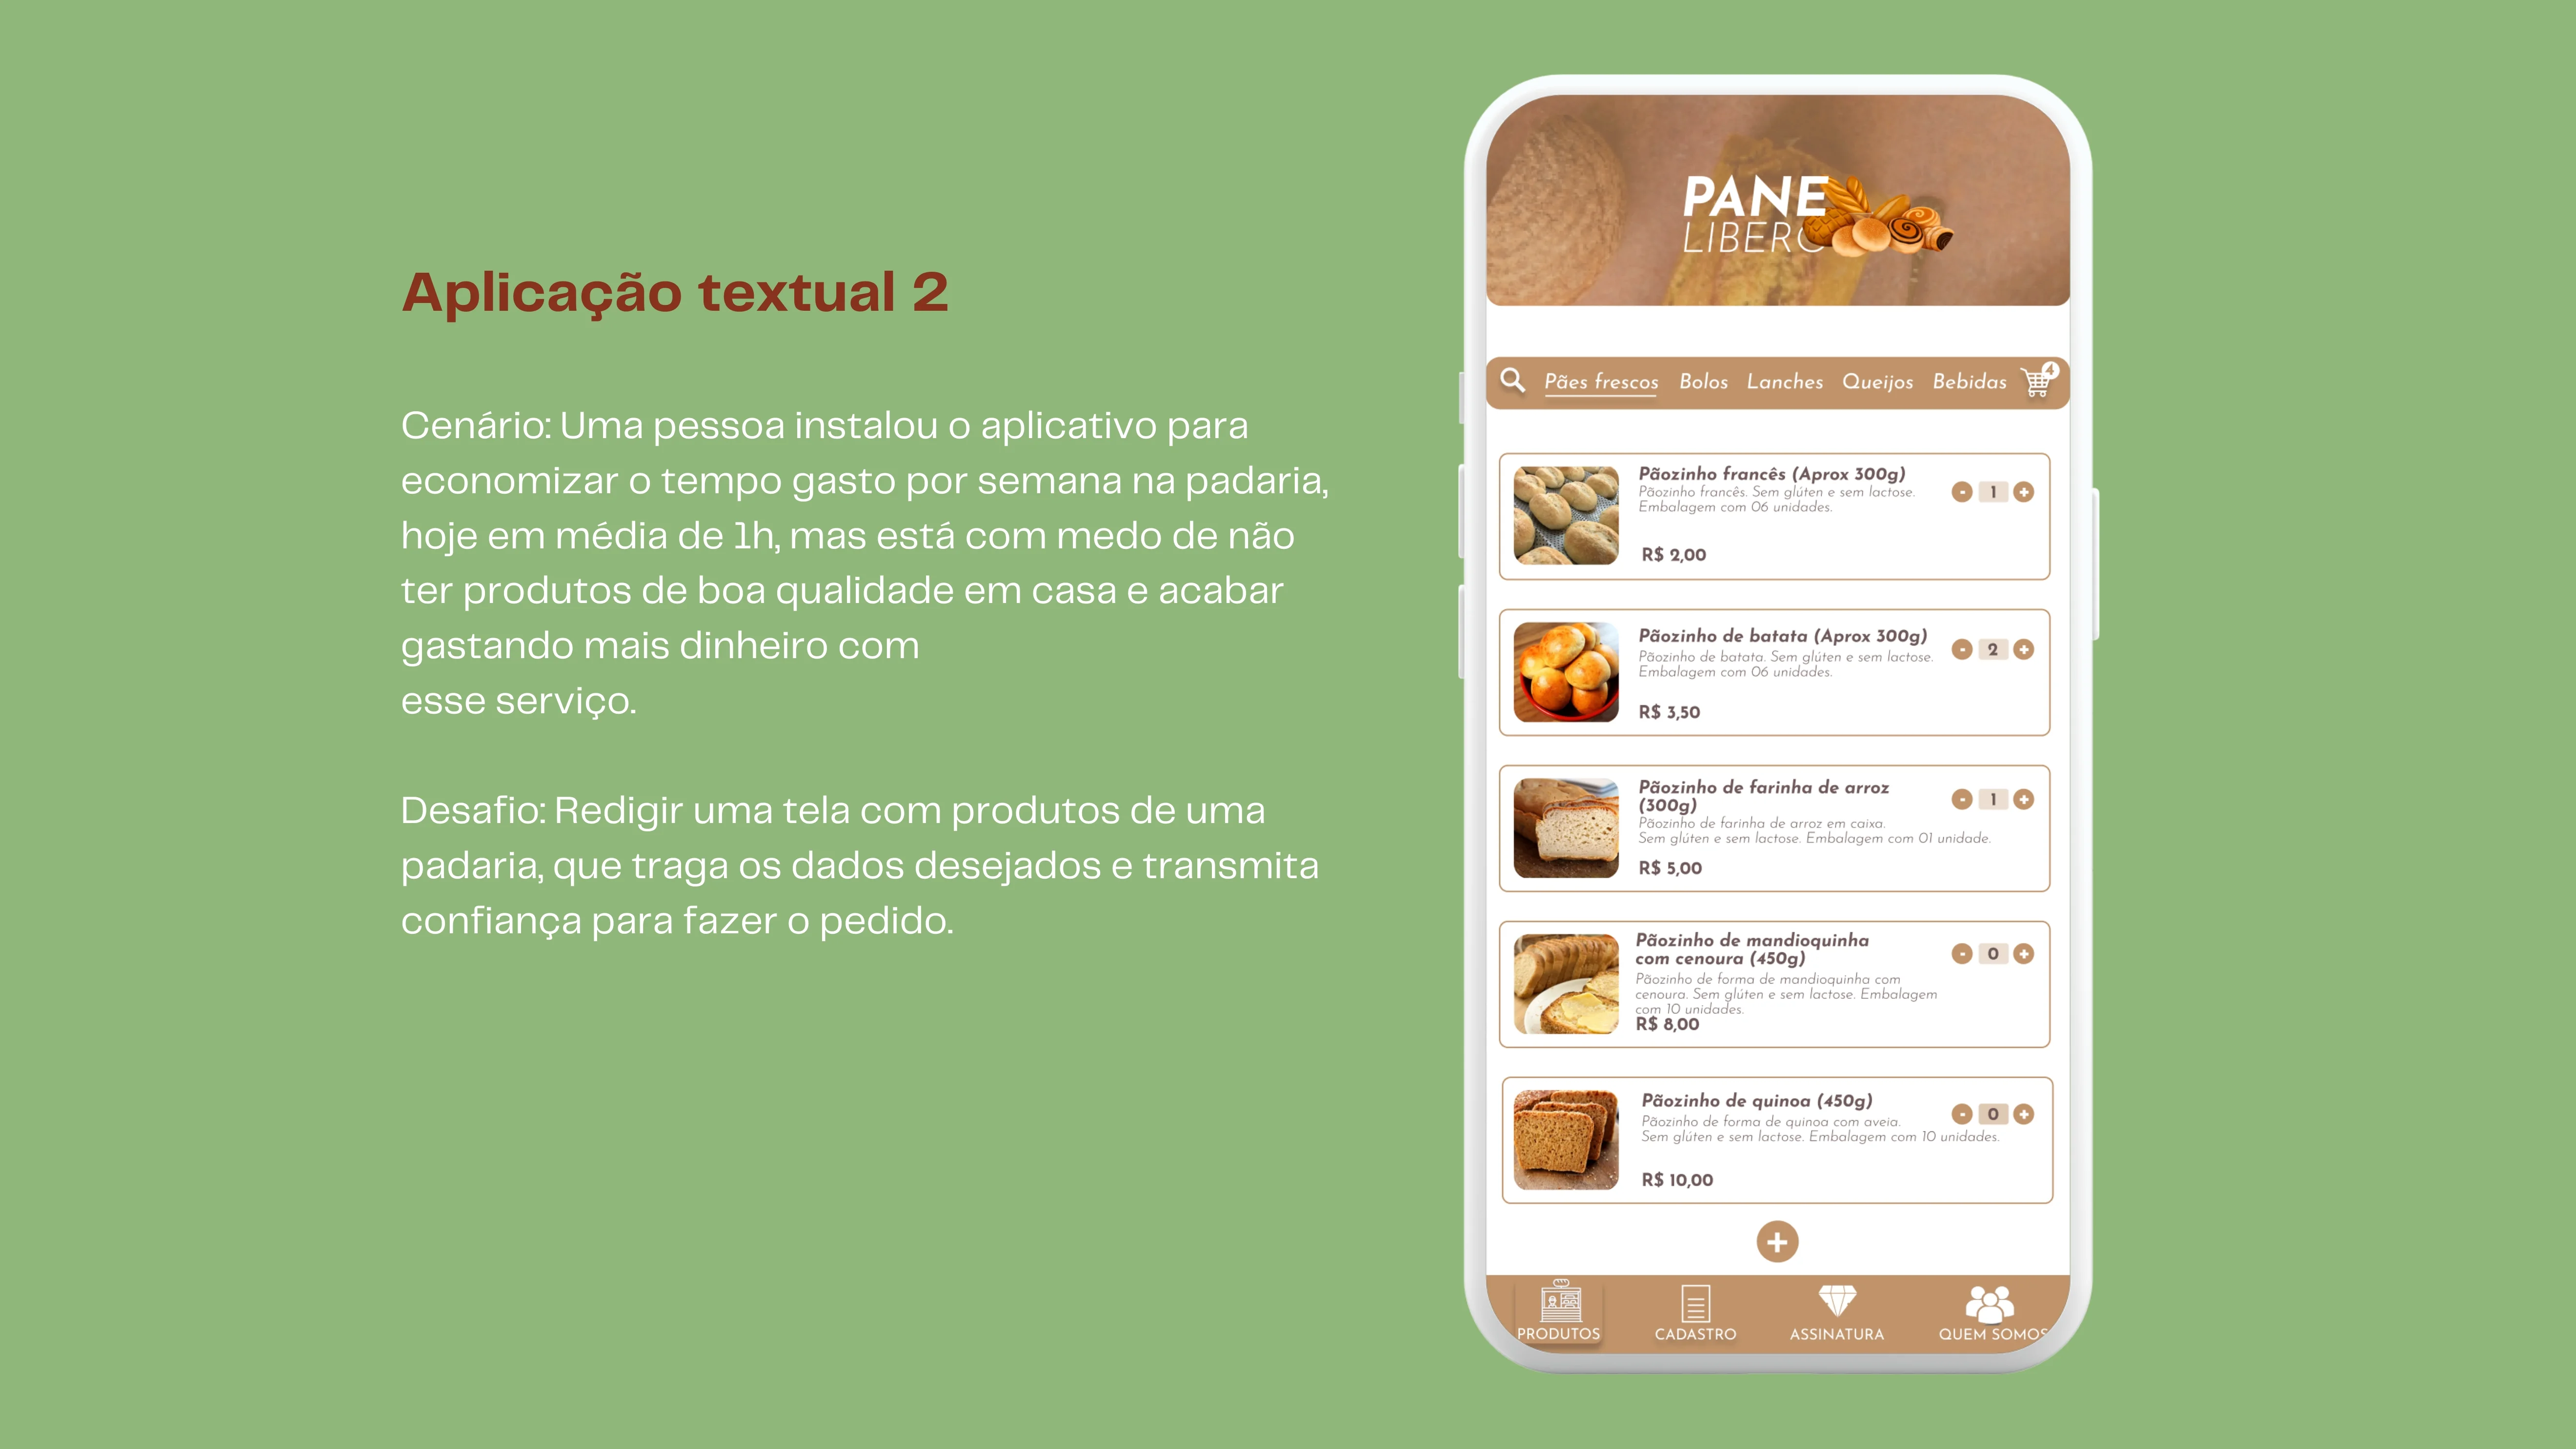 Aplicação textual 2
Cenário: Uma pessoa instalou o aplicativo para
economizar o tempo gasto por semana na padaria,
hoje em média de 1h, mas está com medo de não
ter produtos de boa qualidade em casa e acabar
gastando mais dinheiro com
esse serviço.
Desafio: Redigir uma tela com produtos de uma
padaria, que traga os dados desejados e transmita
confiança para fazer o pedido.
PANE
LIBERO
Pães frescos Bolos Lanches Queijos Bebidas 4
Pãozinho francês (Aprox 300g)
Pãozinho francês. Sem glúten e sem lactose.
Embalagem com 06 unidades.
- 1 +
R$ 2,00
Pãozinho de batata (Aprox 300g)
Pãozinho de batata. Sem glúten e sem lactose.
Embalagem com 06 unidades.
- 2 +
R$ 3,50
Pãozinho de farinha de arroz
(300g)
Pãozinho de farinha de arroz em caixa.
Sem glúten e sem lactose. Embalagem com 01 unidade.
- 1 +
R$ 5,00
Pãozinho de mandioquinha
com cenoura (450g)
Pãozinho de forma de mandioquinha com
cenoura. Sem glúten e sem lactose. Embalagem
com 10 unidades.
- 0 +
R$ 8,00
Pãozinho de quinoa (450g)
Pãozinho de forma de quinoa com aveia.
Sem glúten e sem lactose. Embalagem com 10 unidades.
- 0 +
R$ 10,00
+
PRODUTOS CADASTRO ASSINATURA QUEM SOMOS